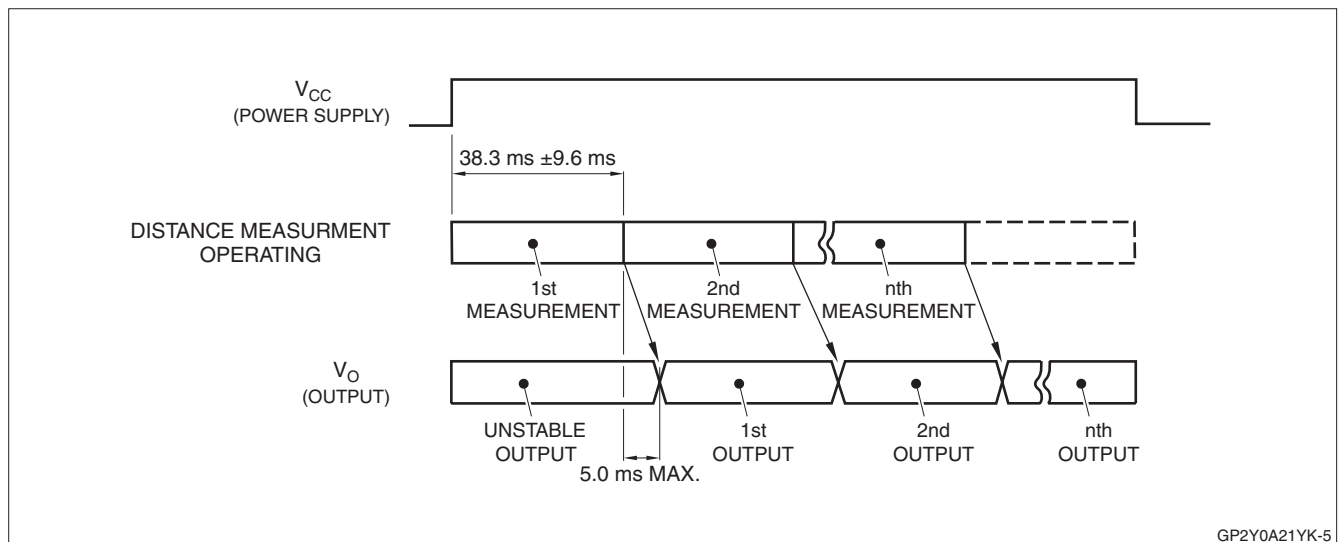 V_CC
(POWER SUPPLY)
38.3 ms ±9.6 ms
DISTANCE MEASURMENT
OPERATING
1st
MEASUREMENT
2nd
MEASUREMENT
nth
MEASUREMENT
V_O
(OUTPUT)
UNSTABLE
OUTPUT
1st
OUTPUT
2nd
OUTPUT
nth
OUTPUT
5.0 ms MAX.
GP2Y0A21YK-5